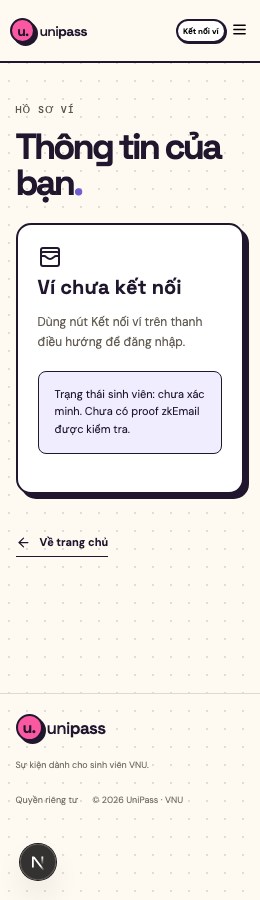 u. unipass
Kết nối ví
HỒ SƠ VÍ
Thông tin của
bạn.
Ví chưa kết nối
Dùng nút Kết nối ví trên thanh
điều hướng để đăng nhập.
Trạng thái sinh viên: chưa xác
minh. Chưa có proof zkEmail
được kiểm tra.
← Về trang chủ
u. unipass
Sự kiện dành cho sinh viên VNU.
Quyền riêng tư © 2026 UniPass · VNU
N